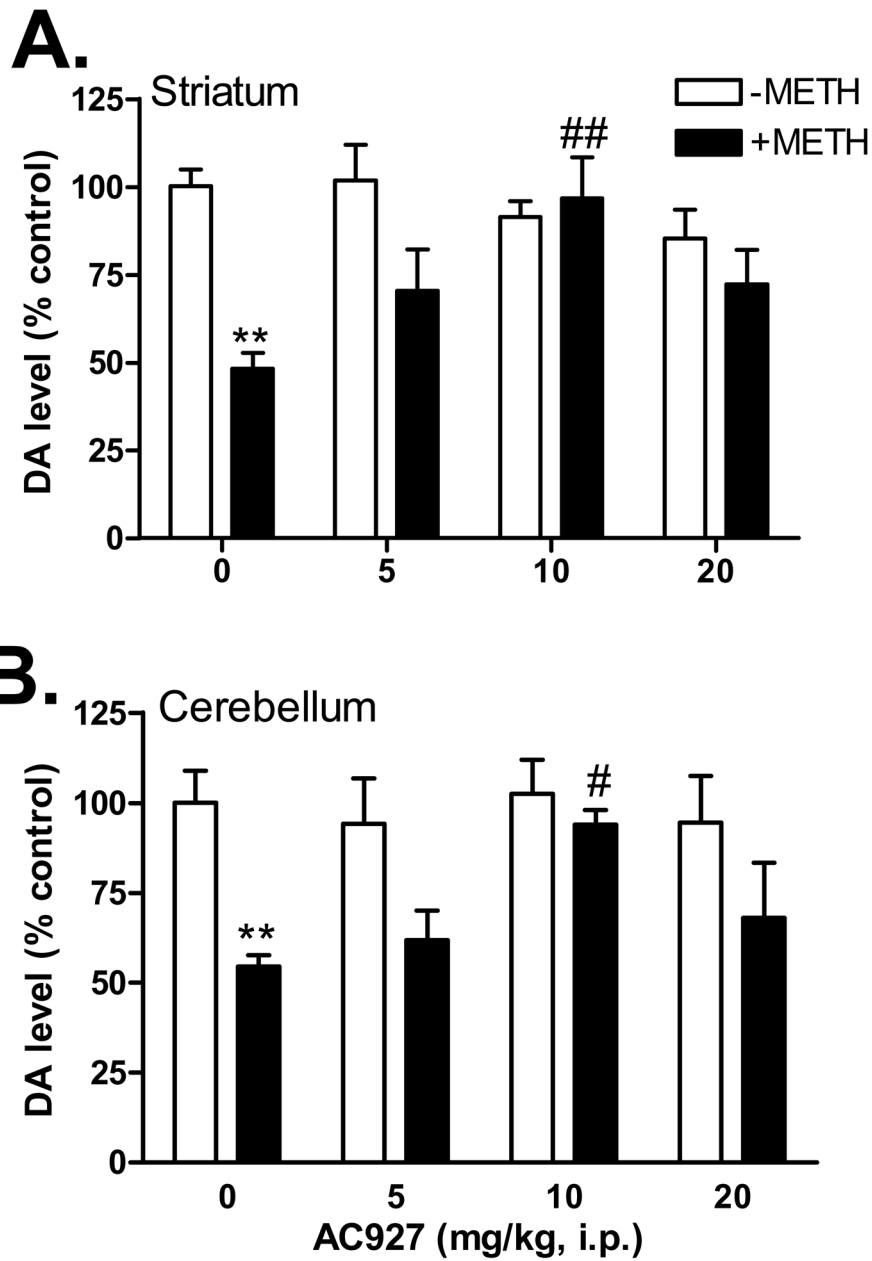 A.
Striatum
-METH
+METH
DA level (% control)
125
100
75
50
25
0
**
##
0 5 10 20
B.
Cerebellum
DA level (% control)
125
100
75
50
25
0
**
#
0 5 10 20
AC927 (mg/kg, i.p.)